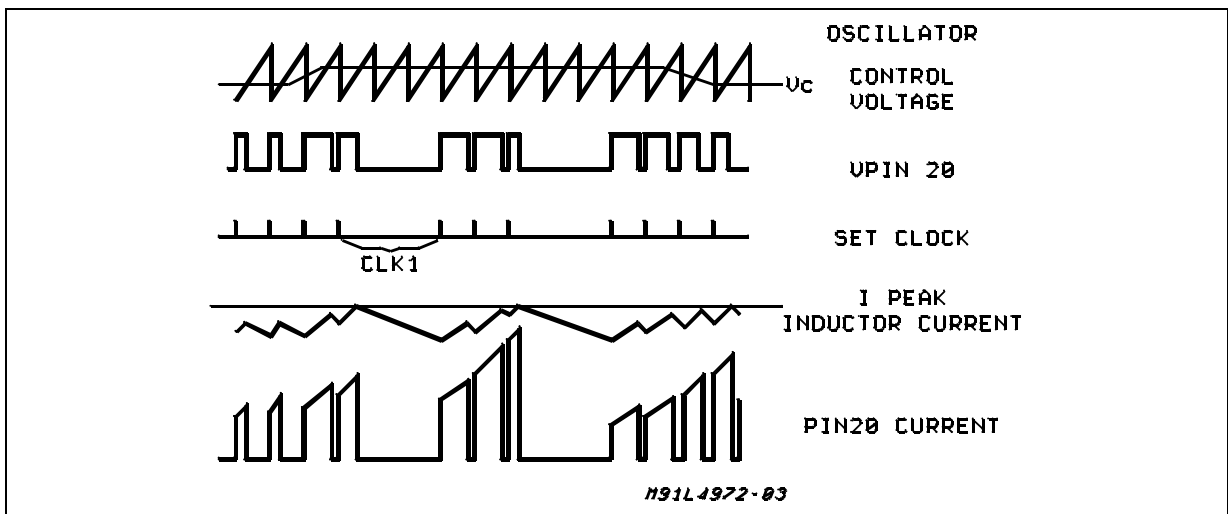 OSCILLATOR
Vc
CONTROL
VOLTAGE
VPIN 20
SET CLOCK
CLK1
I PEAK
INDUCTOR CURRENT
PIN20 CURRENT
M91L4972-03